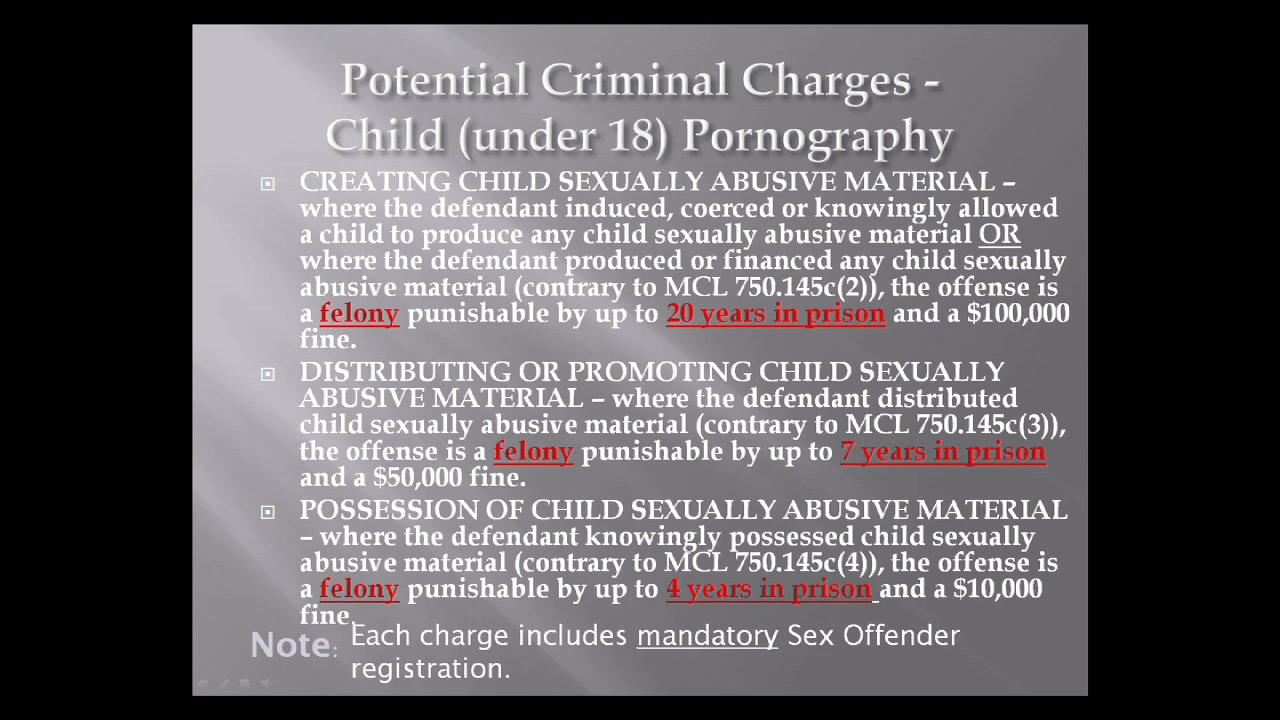 Potential Criminal Charges -
Child (under 18) Pornography
CREATING CHILD SEXUALLY ABUSIVE MATERIAL –
where the defendant induced, coerced or knowingly allowed
a child to produce any child sexually abusive material OR
where the defendant produced or financed any child sexually
abusive material (contrary to MCL 750.145c(2)), the offense is
a felony punishable by up to 20 years in prison and a $100,000
fine.
DISTRIBUTING OR PROMOTING CHILD SEXUALLY
ABUSIVE MATERIAL – where the defendant distributed
child sexually abusive material (contrary to MCL 750.145c(3)),
the offense is a felony punishable by up to 7 years in prison
and a $50,000 fine.
POSSESSION OF CHILD SEXUALLY ABUSIVE MATERIAL
– where the defendant knowingly possessed child sexually
abusive material (contrary to MCL 750.145c(4)), the offense is
a felony punishable by up to 4 years in prison and a $10,000
fine.
Note: Each charge includes mandatory Sex Offender
registration.